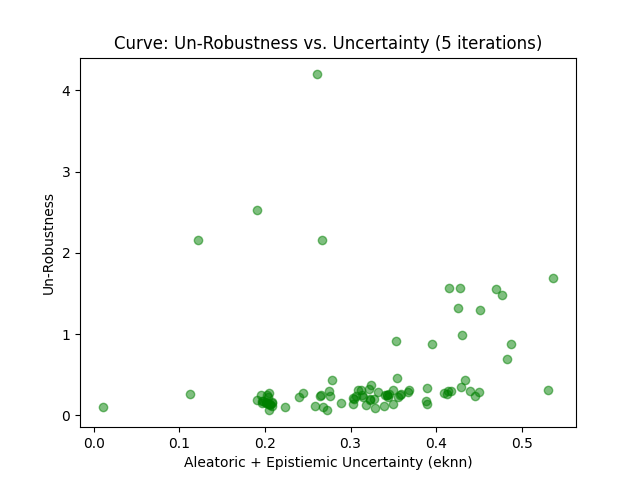 Curve: Un-Robustness vs. Uncertainty (5 iterations)
4
3
2
1
0
Un-Robustness
0.0 0.1 0.2 0.3 0.4 0.5
Aleatoric + Epistiemic Uncertainty (eknn)